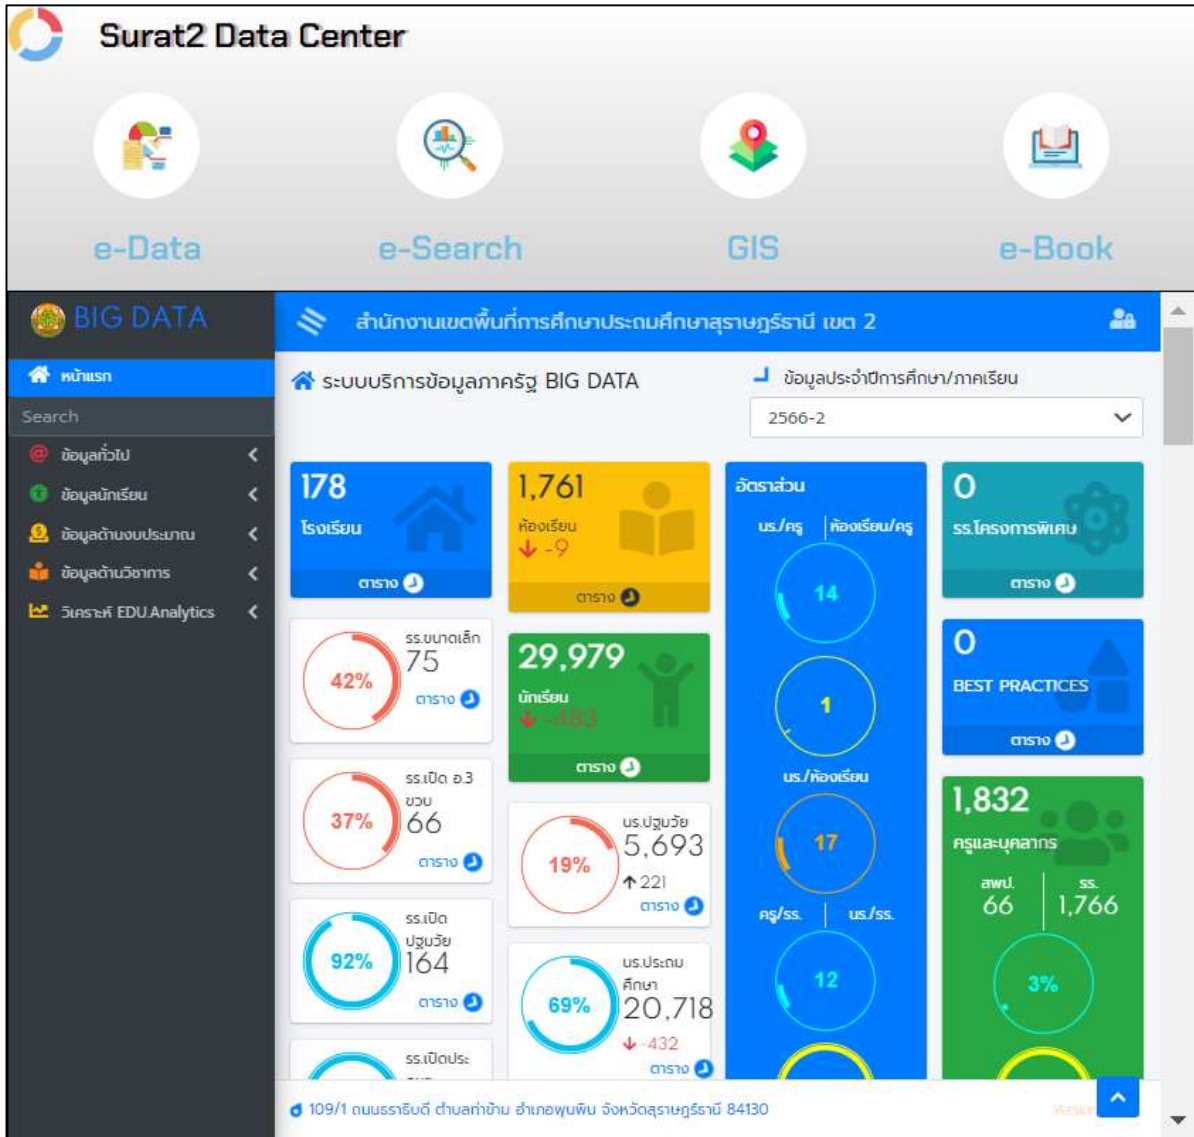 Surat2 Data Center
e-Data
e-Search
GIS
e-Book
BIG DATA
สำนักงานเขตพื้นที่การศึกษาประถมศึกษาสุราษฎร์ธานี เขต 2
หน้าแรก
Search
ข้อมูลทั่วไป
ข้อมูลนักเรียน
ข้อมูลด้านงบประมาณ
ข้อมูลด้านวิชาการ
วิเคราะห์ EDU.Analytics
ระบบบริการข้อมูลภาครัฐ BIG DATA
ข้อมูลประจำปีการศึกษา/ภาคเรียน
2566-2
178
โรงเรียน
ตาราง
รร.ขนาดเล็ก
75
42%
ตาราง
รร.เปิด อ.3
ขวบ
66
37%
ตาราง
รร.เปิด
ปฐมวัย
164
92%
ตาราง
รร.เปิดประ
1,761
ห้องเรียน
-9
ตาราง
29,979
นักเรียน
-483
ตาราง
นร.ปฐมวัย
5,693
19%
221
ตาราง
นร.ประถม
ศึกษา
20,718
69%
-432
ตาราง
อัตราส่วน
นร./ครู
ห้องเรียน/ครู
14
1
นร./ห้องเรียน
17
ครู/รร.
นร./รร.
12
0
รร.โครงการพิเศษ
ตาราง
0
BEST PRACTICES
ตาราง
1,832
ครูและบุคลากร
สพป.
รร.
66
1,766
3%
109/1 ถนนธราธิบดี ตำบลท่าข้าม อำเภอพุนพิน จังหวัดสุราษฎร์ธานี 84130
Version